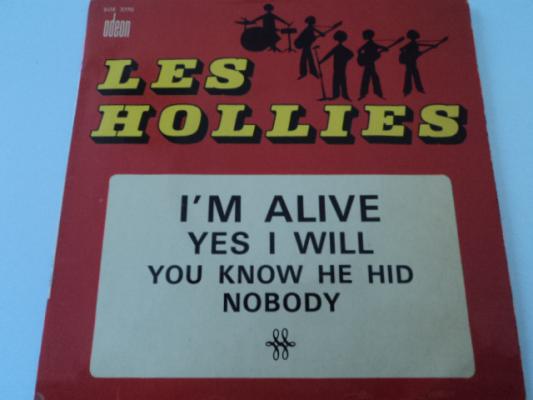 odeon
LES
HOLLIES
I'M ALIVE
YES I WILL
YOU KNOW HE HID
NOBODY